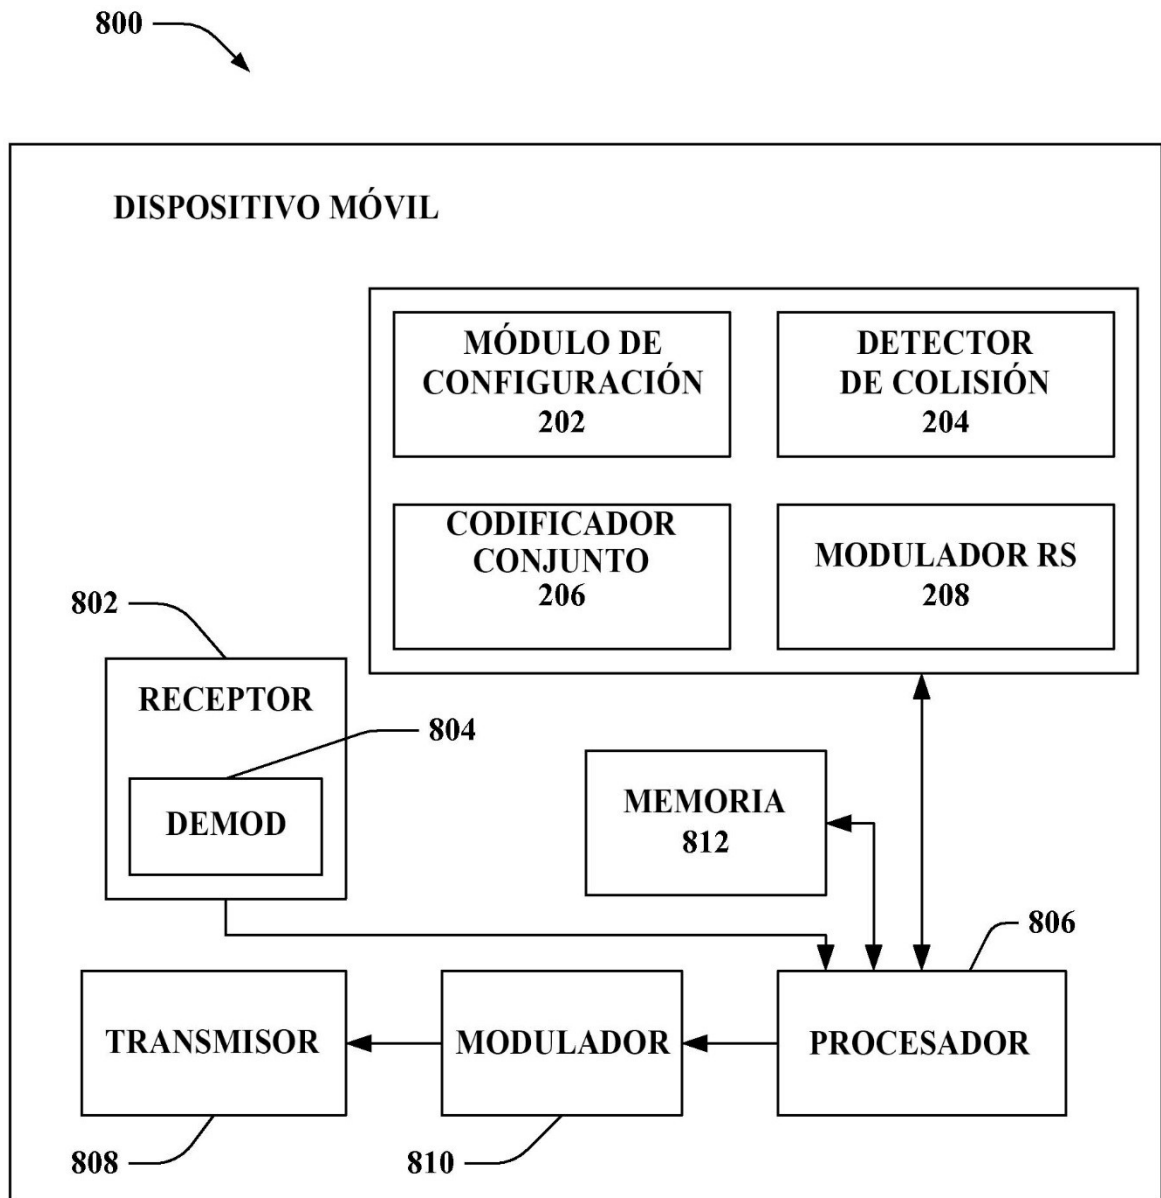 800
DISPOSITIVO MÓVIL
MÓDULO DE
CONFIGURACIÓN
202
DETECTOR
DE COLISIÓN
204
CODIFICADOR
CONJUNTO
206
MODULADOR RS
208
802
RECEPTOR
804
DEMOD
MEMORIA
812
806
TRANSMISOR
MODULADOR
PROCESADOR
808
810